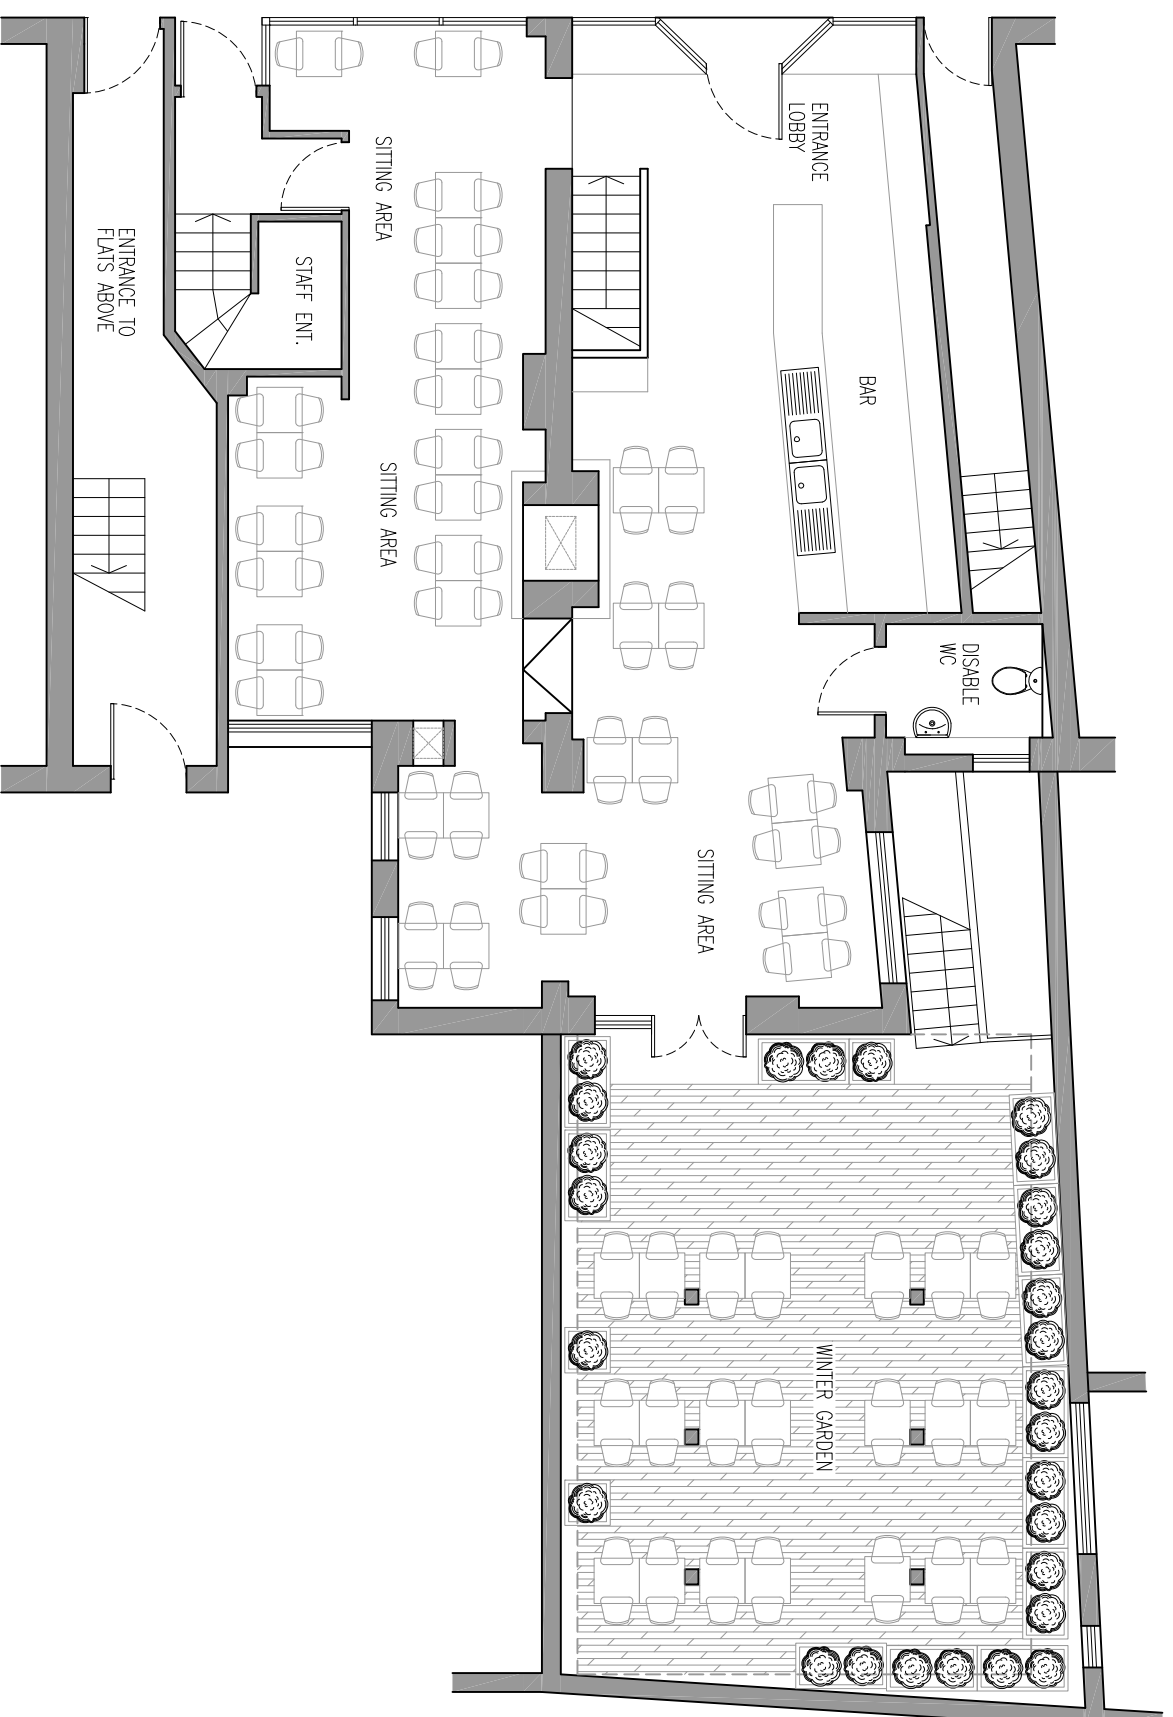 ENTRANCE
LOBBY
SITTING AREA
ENTRANCE TO
FLATS ABOVE
STAFF ENT.
BAR
SITTING AREA
DISABLE
WC
SITTING AREA
WINTER GARDEN